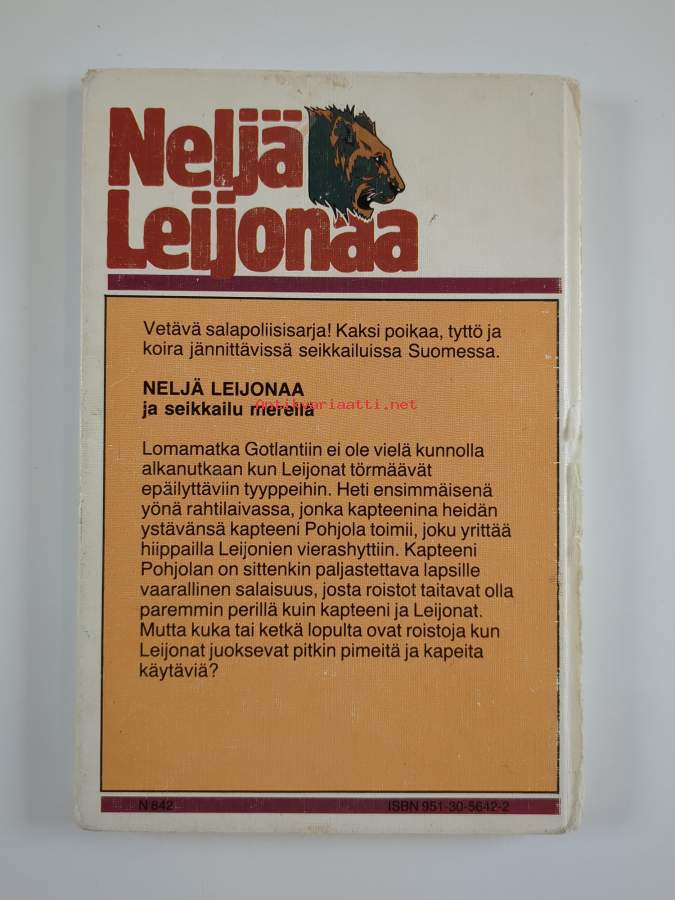 Neljä
Leijonaa
Vetävä salapoliisisarja! Kaksi poikaa, tyttö ja
koira jännittävissä seikkailuissa Suomessa.
NELJÄ LEIJONAA
Antikvariaatti.net
ja seikkailu merellä
Lomamatka Gotlantiin ei ole vielä kunnolla
alkanutkaan kun Leijonat törmäävät
epäilyttäviin tyyppeihin. Heti ensimmäisenä
yönä rahtilaivassa, jonka kapteenina heidän
ystävänsä kapteeni Pohjola toimii, joku yrittää
hiippailla Leijonien vierashyttiin. Kapteeni
Pohjolan on sittenkin paljastettava lapsille
vaarallinen salaisuus, josta roistot taitavat olla
paremmin perillä kuin kapteeni ja Leijonat.
Mutta kuka tai ketkä lopulta ovat roistoja kun
Leijonat juoksevat pitkin pimeitä ja kapeita
käytäviä?
N 842 ISBN 951-30-5642-2